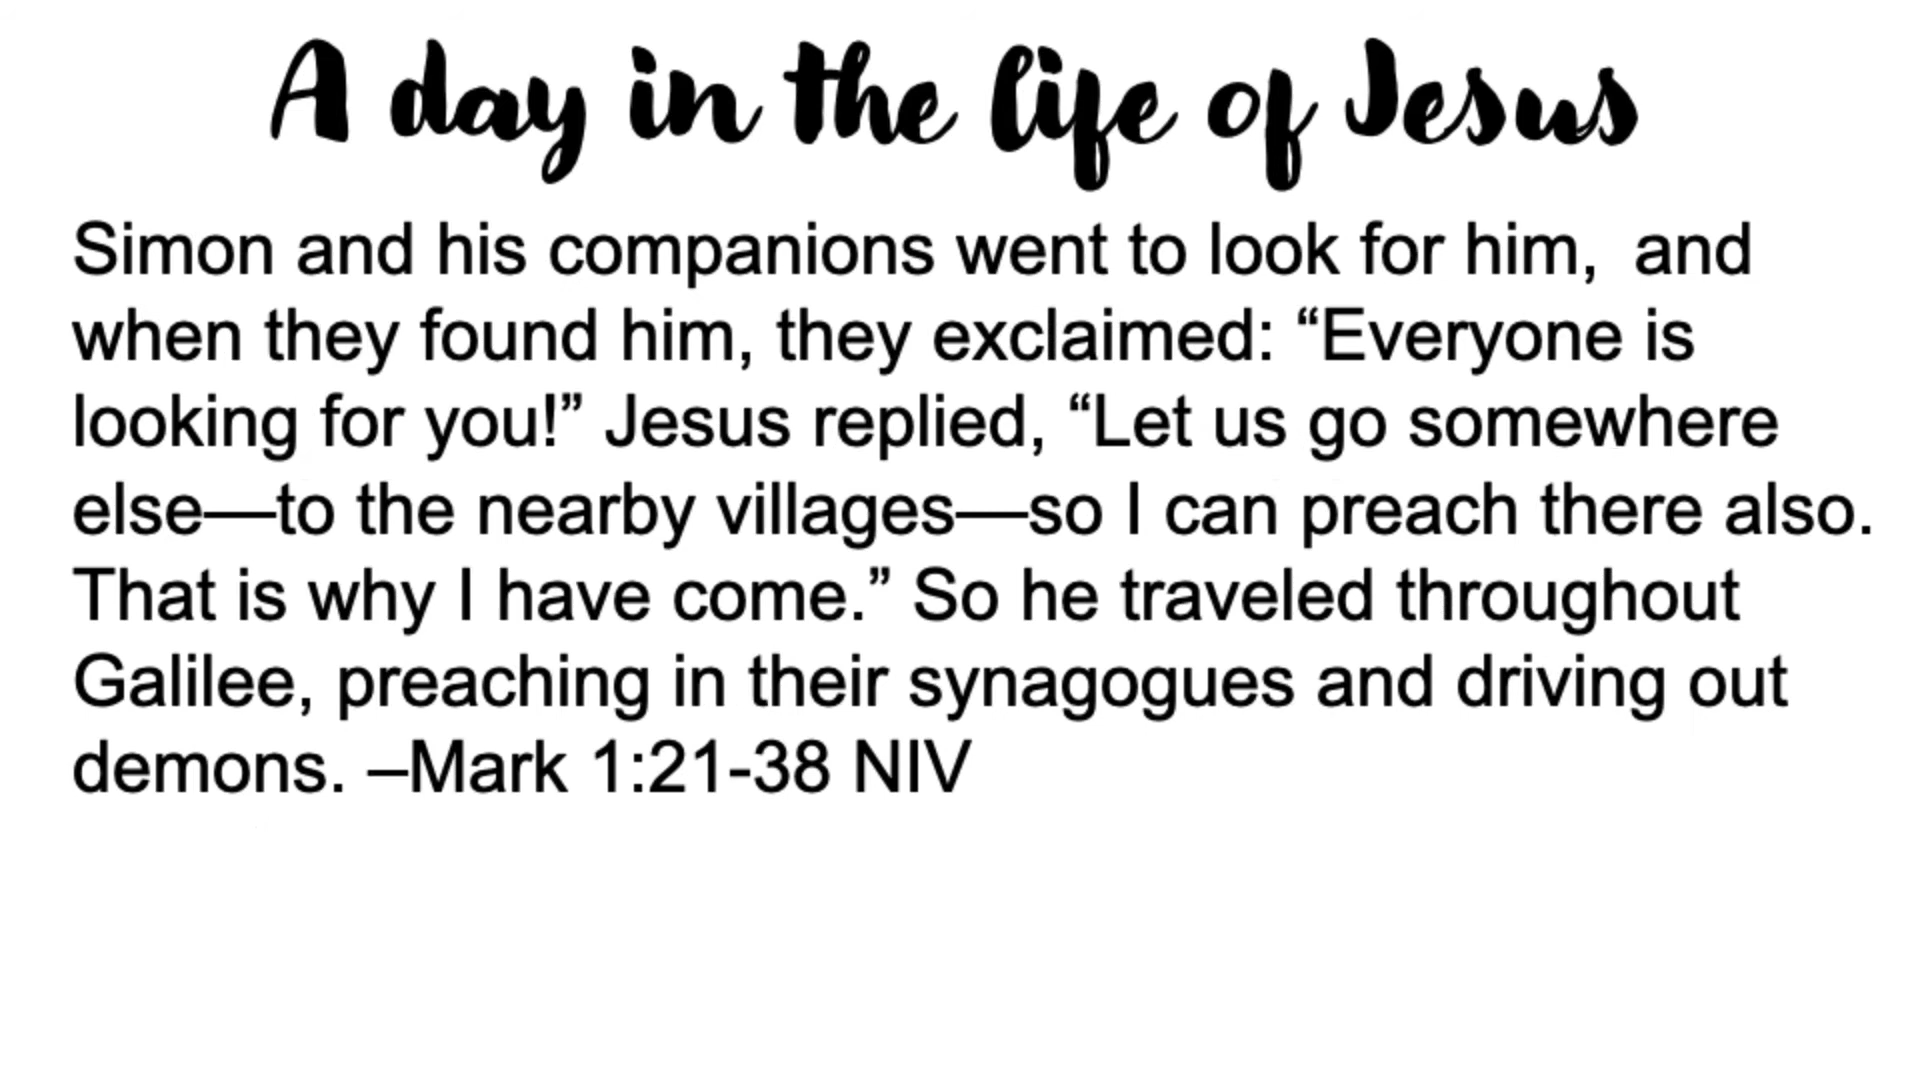 A day in the life of Jesus
Simon and his companions went to look for him,  and
when they found him, they exclaimed: “Everyone is
looking for you!” Jesus replied, “Let us go somewhere
else—to the nearby villages—so I can preach there also.
That is why I have come.” So he traveled throughout
Galilee, preaching in their synagogues and driving out
demons. –Mark 1:21-38 NIV